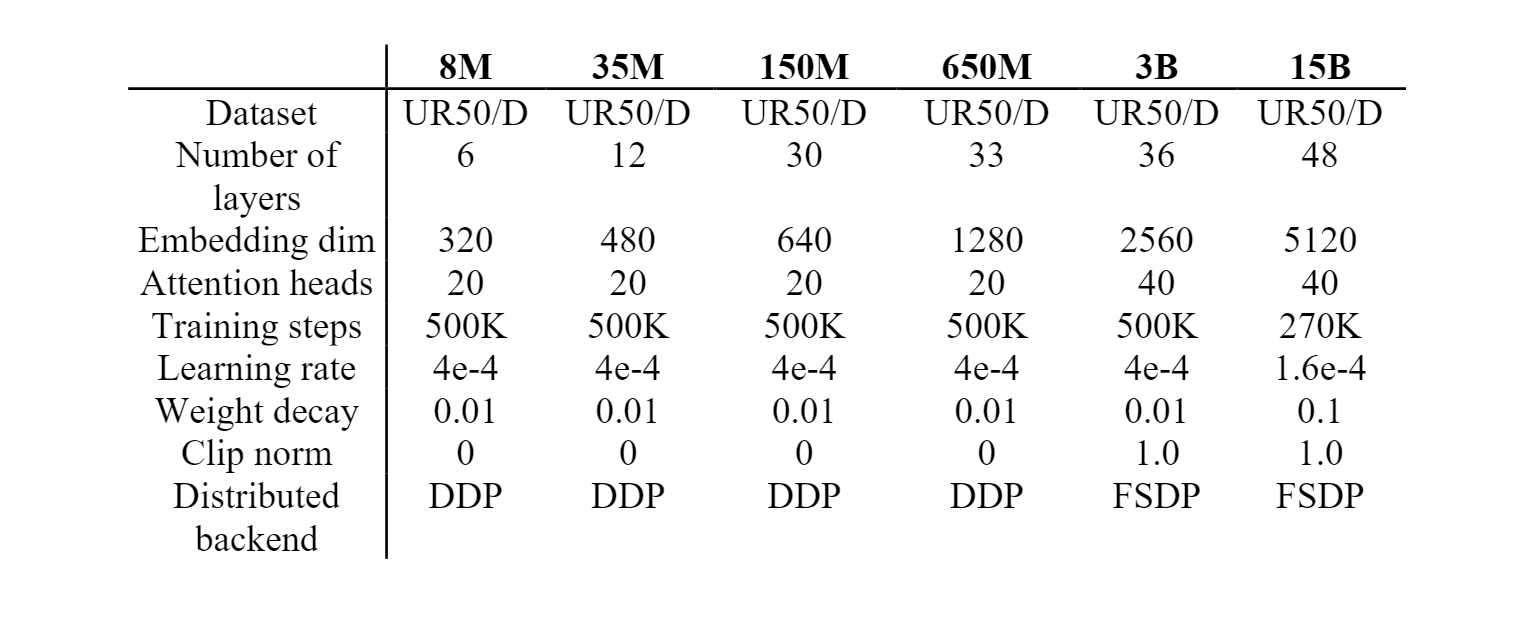 8M 35M 150M 650M 3B 15B
Dataset UR50/D UR50/D UR50/D UR50/D UR50/D UR50/D
Number of 6 12 30 33 36 48
layers
Embedding dim 320 480 640 1280 2560 5120
Attention heads 20 20 20 20 40 40
Training steps 500K 500K 500K 500K 500K 270K
Learning rate 4e-4 4e-4 4e-4 4e-4 4e-4 1.6e-4
Weight decay 0.01 0.01 0.01 0.01 0.01 0.1
Clip norm 0 0 0 0 1.0 1.0
Distributed DDP DDP DDP DDP FSDP FSDP
backend